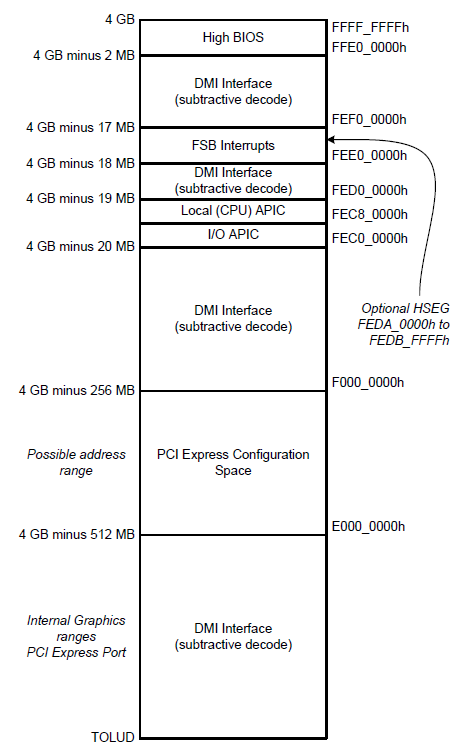 4 GB
FFFF_FFFFh
High BIOS
4 GB minus 2 MB
FFE0_0000h
DMI Interface
(subtractive decode)
4 GB minus 17 MB
FEF0_0000h
FSB Interrupts
4 GB minus 18 MB
FEE0_0000h
DMI Interface
(subtractive decode)
4 GB minus 19 MB
FED0_0000h
Local (CPU) APIC
FEC8_0000h
I/O APIC
4 GB minus 20 MB
FEC0_0000h
Optional HSEG
FEDA_0000h to
FEDB_FFFFh
DMI Interface
(subtractive decode)
4 GB minus 256 MB
F000_0000h
Possible address
range
PCI Express Configuration
Space
4 GB minus 512 MB
E000_0000h
Internal Graphics
ranges
PCI Express Port
DMI Interface
(subtractive decode)
TOLUD